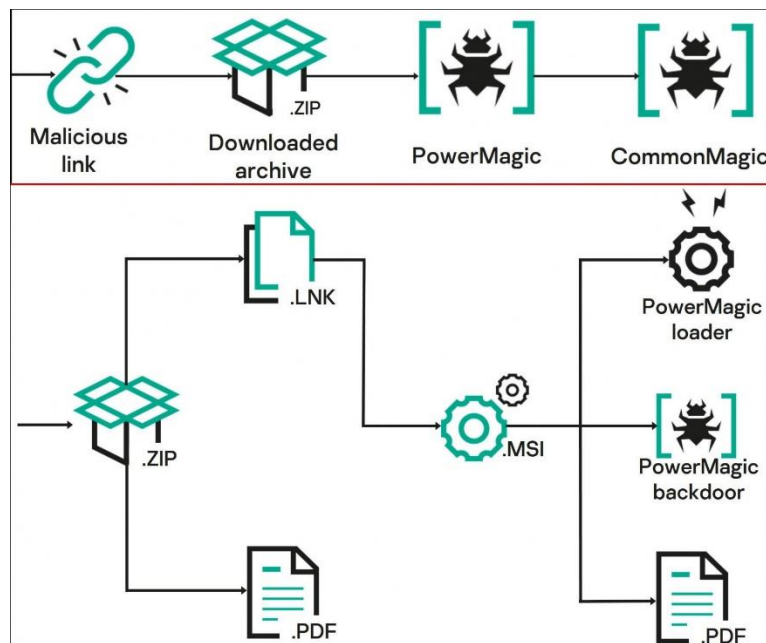 Malicious
link
.ZIP
Downloaded
archive
PowerMagic
CommonMagic
.LNK
PowerMagic
loader
.ZIP
.MSI
PowerMagic
backdoor
.PDF
.PDF